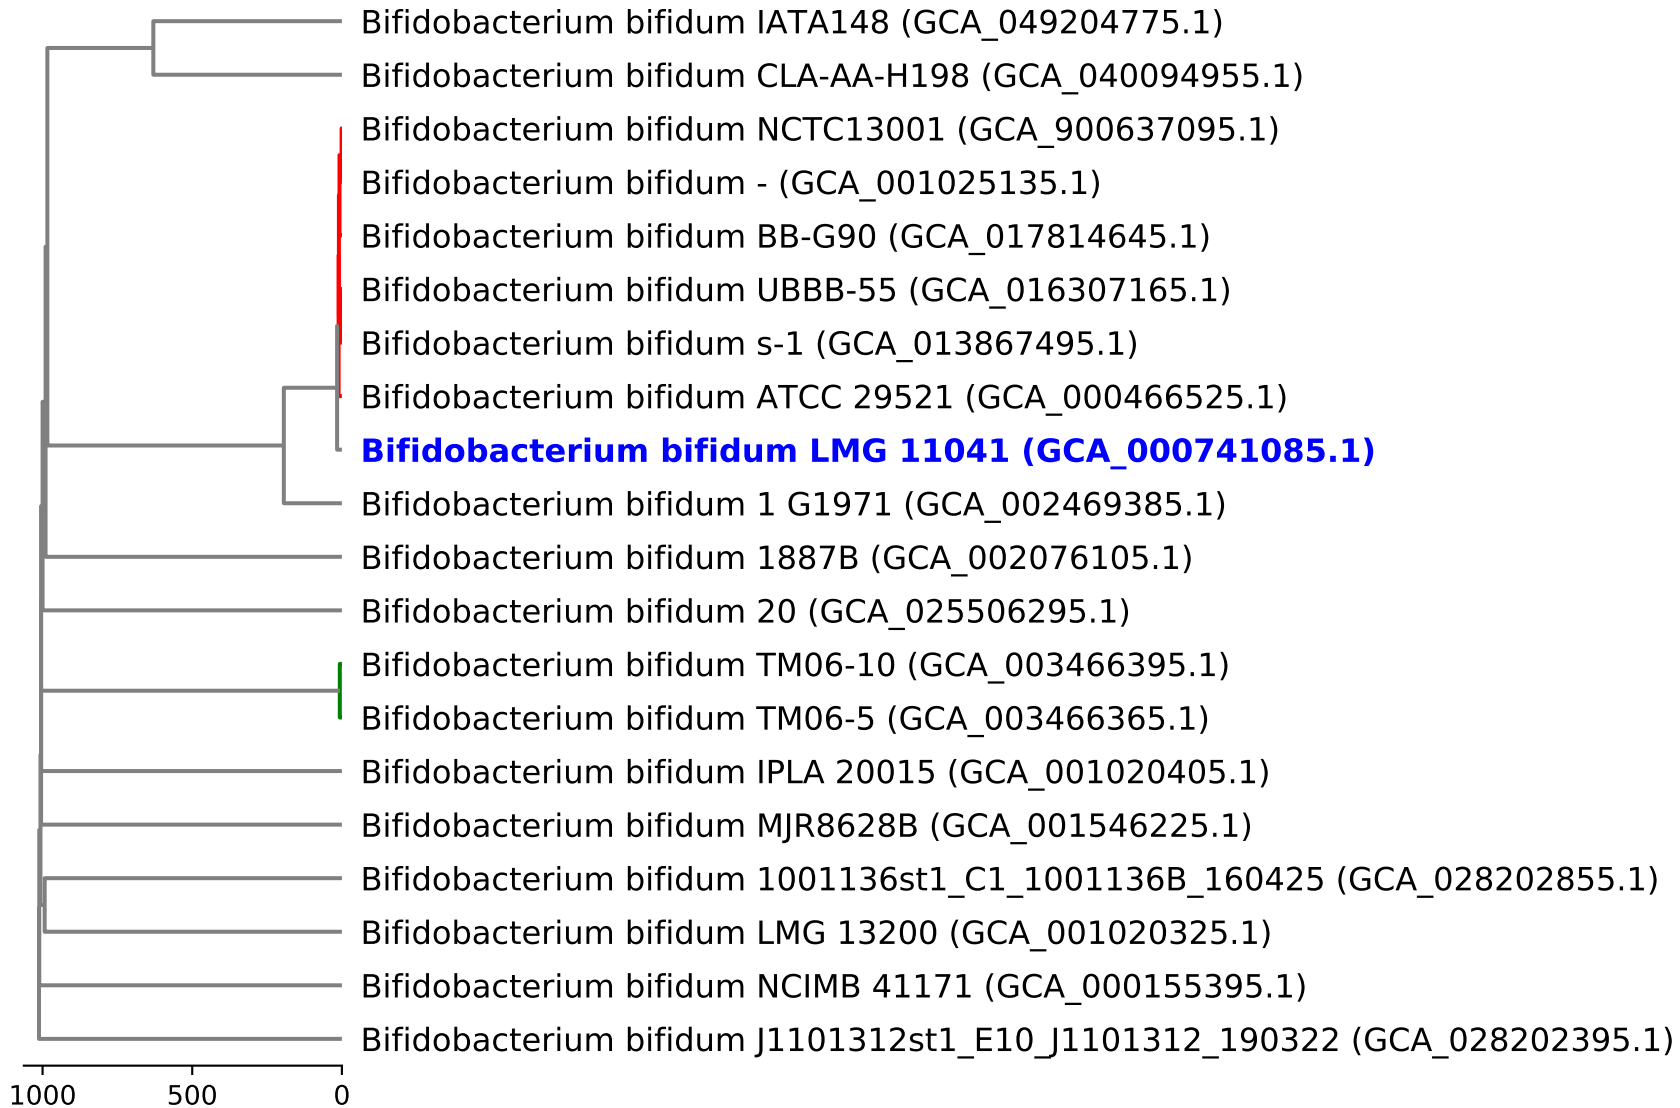 Bifidobacterium bifidum IATA148 (GCA_049204775.1)
Bifidobacterium bifidum CLA-AA-H198 (GCA_040094955.1)
Bifidobacterium bifidum NCTC13001 (GCA_900637095.1)
Bifidobacterium bifidum - (GCA_001025135.1)
Bifidobacterium bifidum BB-G90 (GCA_017814645.1)
Bifidobacterium bifidum UBBB-55 (GCA_016307165.1)
Bifidobacterium bifidum s-1 (GCA_013867495.1)
Bifidobacterium bifidum ATCC 29521 (GCA_000466525.1)
Bifidobacterium bifidum LMG 11041 (GCA_000741085.1)
Bifidobacterium bifidum 1 G1971 (GCA_002469385.1)
Bifidobacterium bifidum 1887B (GCA_002076105.1)
Bifidobacterium bifidum 20 (GCA_025506295.1)
Bifidobacterium bifidum TM06-10 (GCA_003466395.1)
Bifidobacterium bifidum TM06-5 (GCA_003466365.1)
Bifidobacterium bifidum IPLA 20015 (GCA_001020405.1)
Bifidobacterium bifidum MJR8628B (GCA_001546225.1)
Bifidobacterium bifidum 1001136st1_C1_1001136B_160425 (GCA_028202855.1)
Bifidobacterium bifidum LMG 13200 (GCA_001020325.1)
Bifidobacterium bifidum NCIMB 41171 (GCA_000155395.1)
Bifidobacterium bifidum J1101312st1_E10_J1101312_190322 (GCA_028202395.1)
1000 500 0